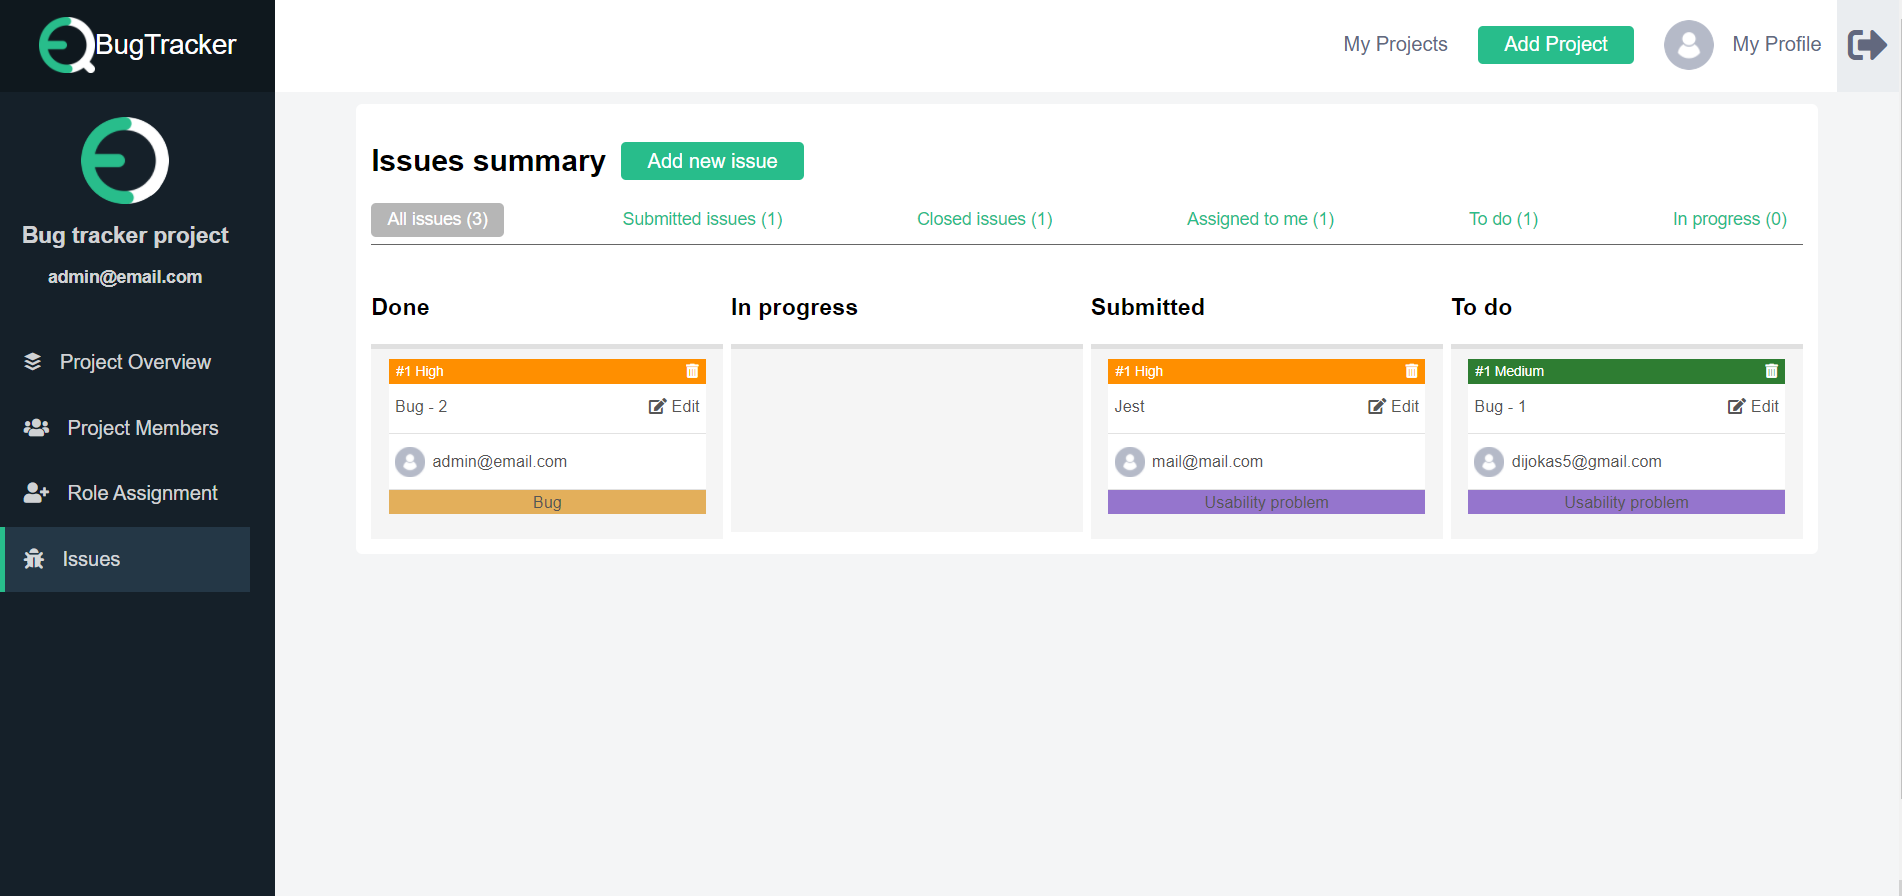 BugTracker
My Projects
Add Project
My Profile
Bug tracker project
admin@email.com
Project Overview
Project Members
Role Assignment
Issues
Issues summary
Add new issue
All issues (3)
Submitted issues (1)
Closed issues (1)
Assigned to me (1)
To do (1)
In progress (0)
Done
#1 High
Bug - 2
Edit
admin@email.com
Bug
In progress
Submitted
#1 High
Jest
Edit
mail@mail.com
Usability problem
To do
#1 Medium
Bug - 1
Edit
dijokas5@gmail.com
Usability problem